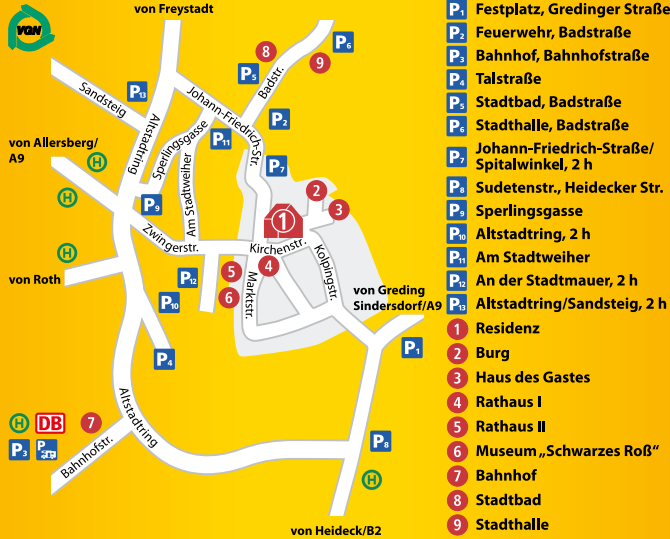 VGN
von Freystadt
8
P6
9
P5
Badstr.
P13
Sandsteig
Altstadtring
Johann-Friedrich-Str.
P2
Sperlingsgasse
P11
von Allersberg/
A9
H
H
Am Stadtweiher
P7
2
3
P9
1
Zwingerstr.
Kirchenstr.
Kolpingstr.
H
von Roth
5
4
P12
6
Marktstr.
von Greding
Sindersdorf/A9
P10
P4
P1
Altstadtring
H
DB
7
P3
P
Bahnhofstr.
P8
H
von Heideck/B2
P1 Festplatz, Gredinger Straße
P2 Feuerwehr, Badstraße
P3 Bahnhof, Bahnhofstraße
P4 Talstraße
P5 Stadtbad, Badstraße
P6 Stadthalle, Badstraße
P7 Johann-Friedrich-Straße/
Spitalwinkel, 2 h
P8 Sudetenstr., Heidecker Str.
P9 Sperlingsgasse
P10 Altstadtring, 2 h
P11 Am Stadtweiher
P12 An der Stadtmauer, 2 h
P13 Altstadtring/Sandsteig, 2 h
1 Residenz
2 Burg
3 Haus des Gastes
4 Rathaus I
5 Rathaus II
6 Museum „Schwarzes Roß“
7 Bahnhof
8 Stadtbad
9 Stadthalle